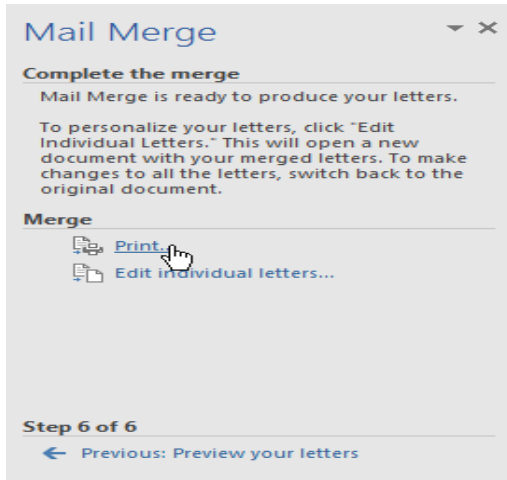 Mail Merge
Complete the merge
Mail Merge is ready to produce your letters.
To personalize your letters, click "Edit
Individual Letters." This will open a new
document with your merged letters. To make
changes to all the letters, switch back to the
original document.
Merge
Print...
Edit individual letters...
Step 6 of 6
Previous: Preview your letters